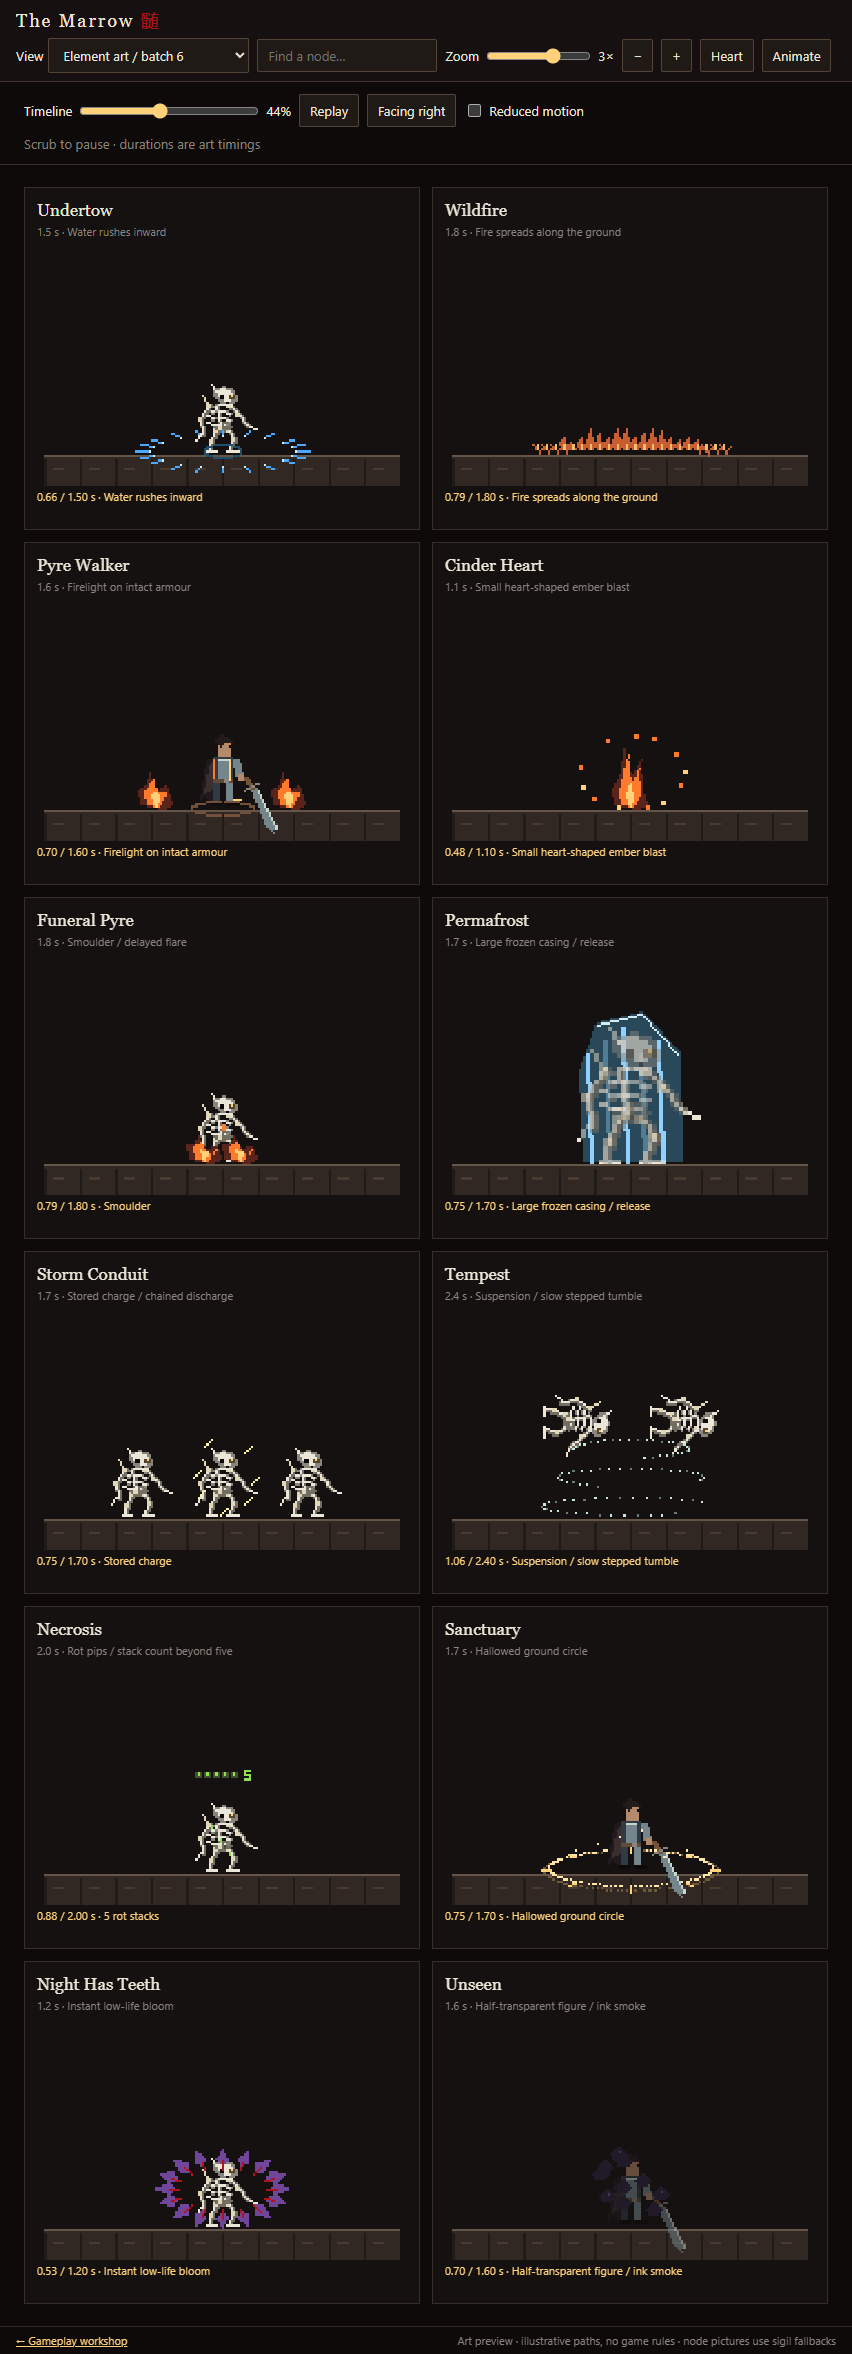 The Marrow 髄
View Element art / batch 6 Find a node... Zoom 3× − + Heart Animate
Timeline 44% Replay Facing right Reduced motion
Scrub to pause · durations are art timings
Undertow
1.5 s · Water rushes inward
0.66 / 1.50 s · Water rushes inward
Wildfire
1.8 s · Fire spreads along the ground
0.79 / 1.80 s · Fire spreads along the ground
Pyre Walker
1.6 s · Firelight on intact armour
0.70 / 1.60 s · Firelight on intact armour
Cinder Heart
1.1 s · Small heart-shaped ember blast
0.48 / 1.10 s · Small heart-shaped ember blast
Funeral Pyre
1.8 s · Smoulder / delayed flare
0.79 / 1.80 s · Smoulder
Permafrost
1.7 s · Large frozen casing / release
0.75 / 1.70 s · Large frozen casing / release
Storm Conduit
1.7 s · Stored charge / chained discharge
0.75 / 1.70 s · Stored charge
Tempest
2.4 s · Suspension / slow stepped tumble
1.06 / 2.40 s · Suspension / slow stepped tumble
Necrosis
2.0 s · Rot pips / stack count beyond five
5
0.88 / 2.00 s · 5 rot stacks
Sanctuary
1.7 s · Hallowed ground circle
0.75 / 1.70 s · Hallowed ground circle
Night Has Teeth
1.2 s · Instant low-life bloom
0.53 / 1.20 s · Instant low-life bloom
Unseen
1.6 s · Half-transparent figure / ink smoke
0.70 / 1.60 s · Half-transparent figure / ink smoke
← Gameplay workshop
Art preview · illustrative paths, no game rules · node pictures use sigil fallbacks